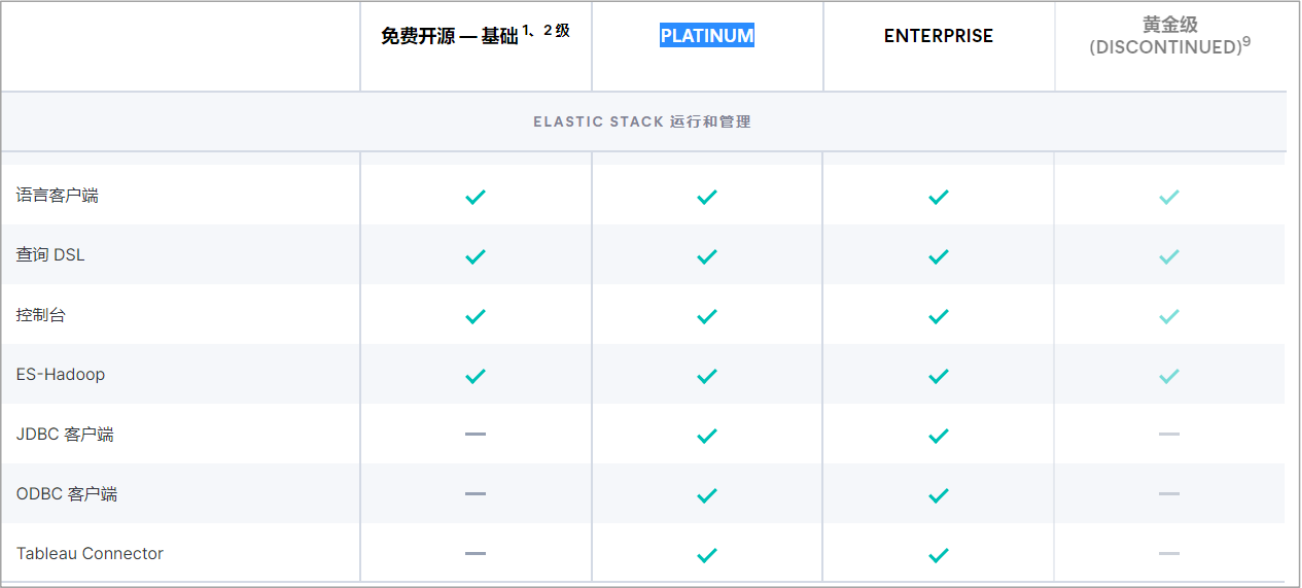 免费开源 — 基础 1、2 级
PLATINUM
ENTERPRISE
黄金级
(DISCONTINUED)9
ELASTIC STACK 运行和管理
语言客户端
查询 DSL
控制台
ES-Hadoop
JDBC 客户端
ODBC 客户端
Tableau Connector